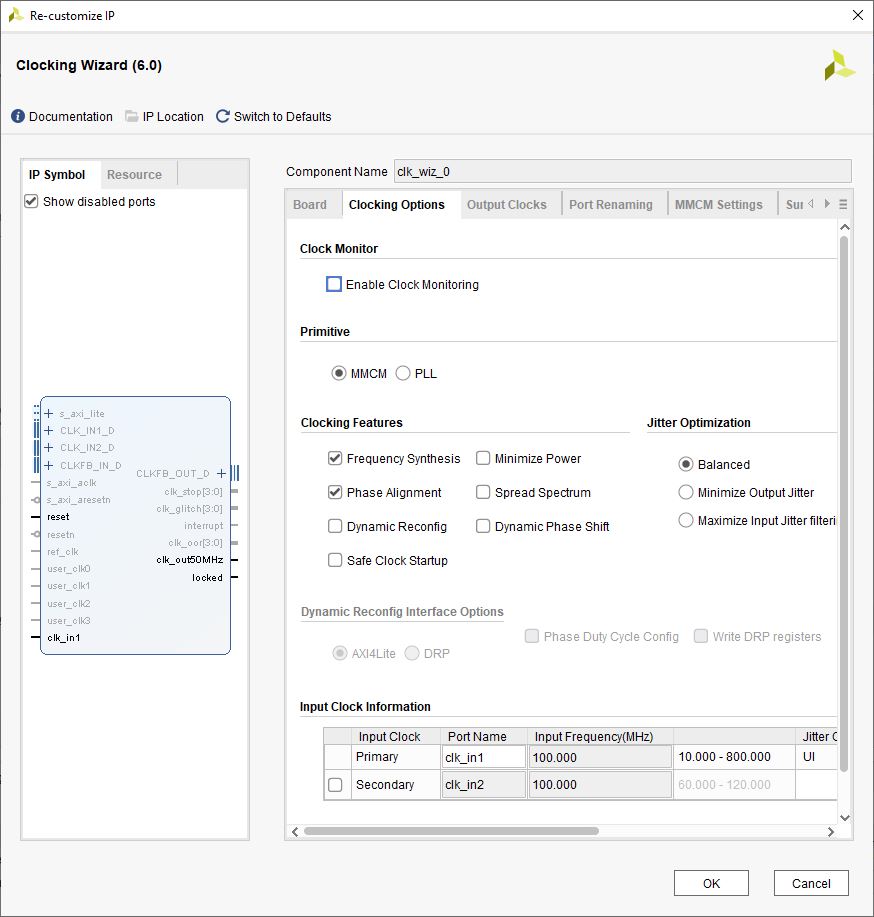 Re-customize IP
Clocking Wizard (6.0)
Documentation IP Location Switch to Defaults
IP Symbol Resource
Show disabled ports
s_axi_lite
CLK_IN1_D
CLK_IN2_D
CLKFB_IN_D
s_axi_aclk
s_axi_aresetn
reset
resetn
ref_clk
user_clk0
user_clk1
user_clk2
user_clk3
clk_in1
CLKFB_OUT_D
clk_stop[3:0]
clk_glitch[3:0]
interrupt
clk_oor[3:0]
clk_out50MHz
locked
Component Name clk_wiz_0
Board Clocking Options Output Clocks Port Renaming MMCM Settings Sur
Clock Monitor
Enable Clock Monitoring
Primitive
MMCM PLL
Clocking Features
Frequency Synthesis Minimize Power
Phase Alignment Spread Spectrum
Dynamic Reconfig Dynamic Phase Shift
Safe Clock Startup
Jitter Optimization
Balanced
Minimize Output Jitter
Maximize Input Jitter filteri
Dynamic Reconfig Interface Options
AXI4Lite DRP
Phase Duty Cycle Config Write DRP registers
Input Clock Information
Input Clock Port Name Input Frequency(MHz) Jitter O
Primary clk_in1 100.000 10.000 - 800.000 UI
Secondary clk_in2 100.000 60.000 - 120.000
OK Cancel